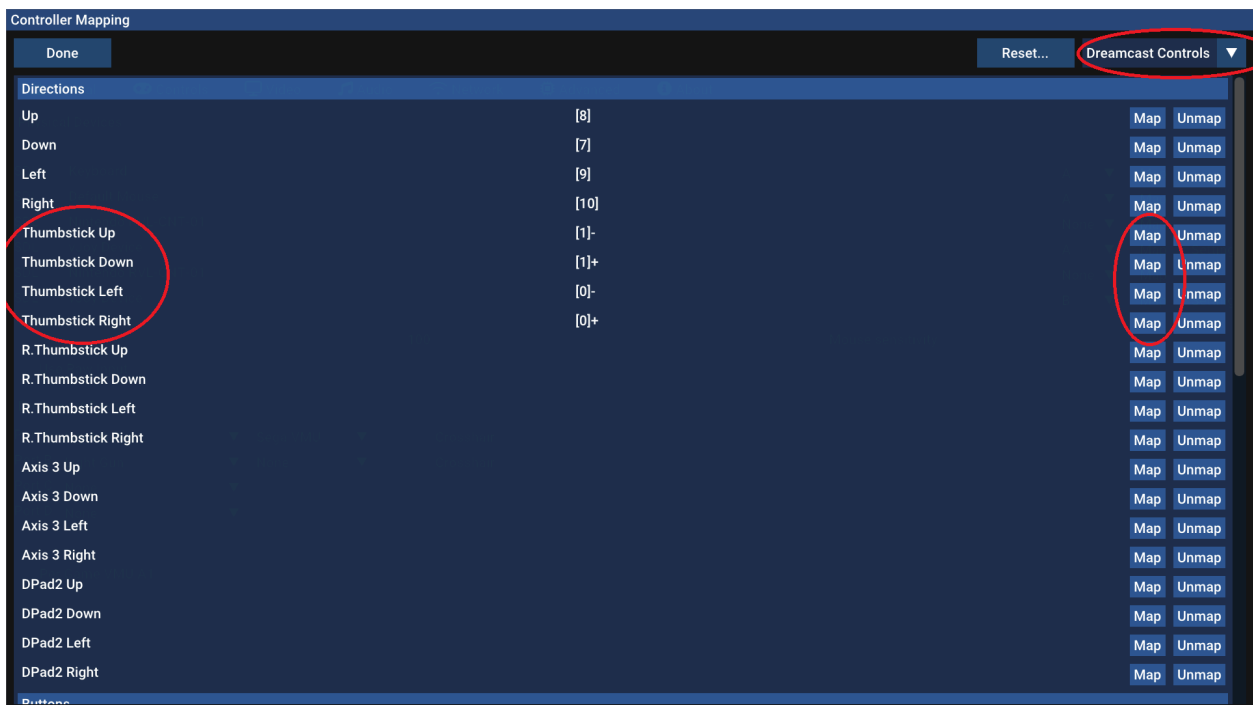 Controller Mapping
Done Reset... Dreamcast Controls
Directions
Up [8] Map Unmap
Down [7] Map Unmap
Left [9] Map Unmap
Right [10] Map Unmap
Thumbstick Up [1]- Map Unmap
Thumbstick Down [1]+ Map Unmap
Thumbstick Left [0]- Map Unmap
Thumbstick Right [0]+ Map Unmap
R.Thumbstick Up Map Unmap
R.Thumbstick Down Map Unmap
R.Thumbstick Left Map Unmap
R.Thumbstick Right Map Unmap
Axis 3 Up Map Unmap
Axis 3 Down Map Unmap
Axis 3 Left Map Unmap
Axis 3 Right Map Unmap
DPad2 Up Map Unmap
DPad2 Down Map Unmap
DPad2 Left Map Unmap
DPad2 Right Map Unmap
Buttons